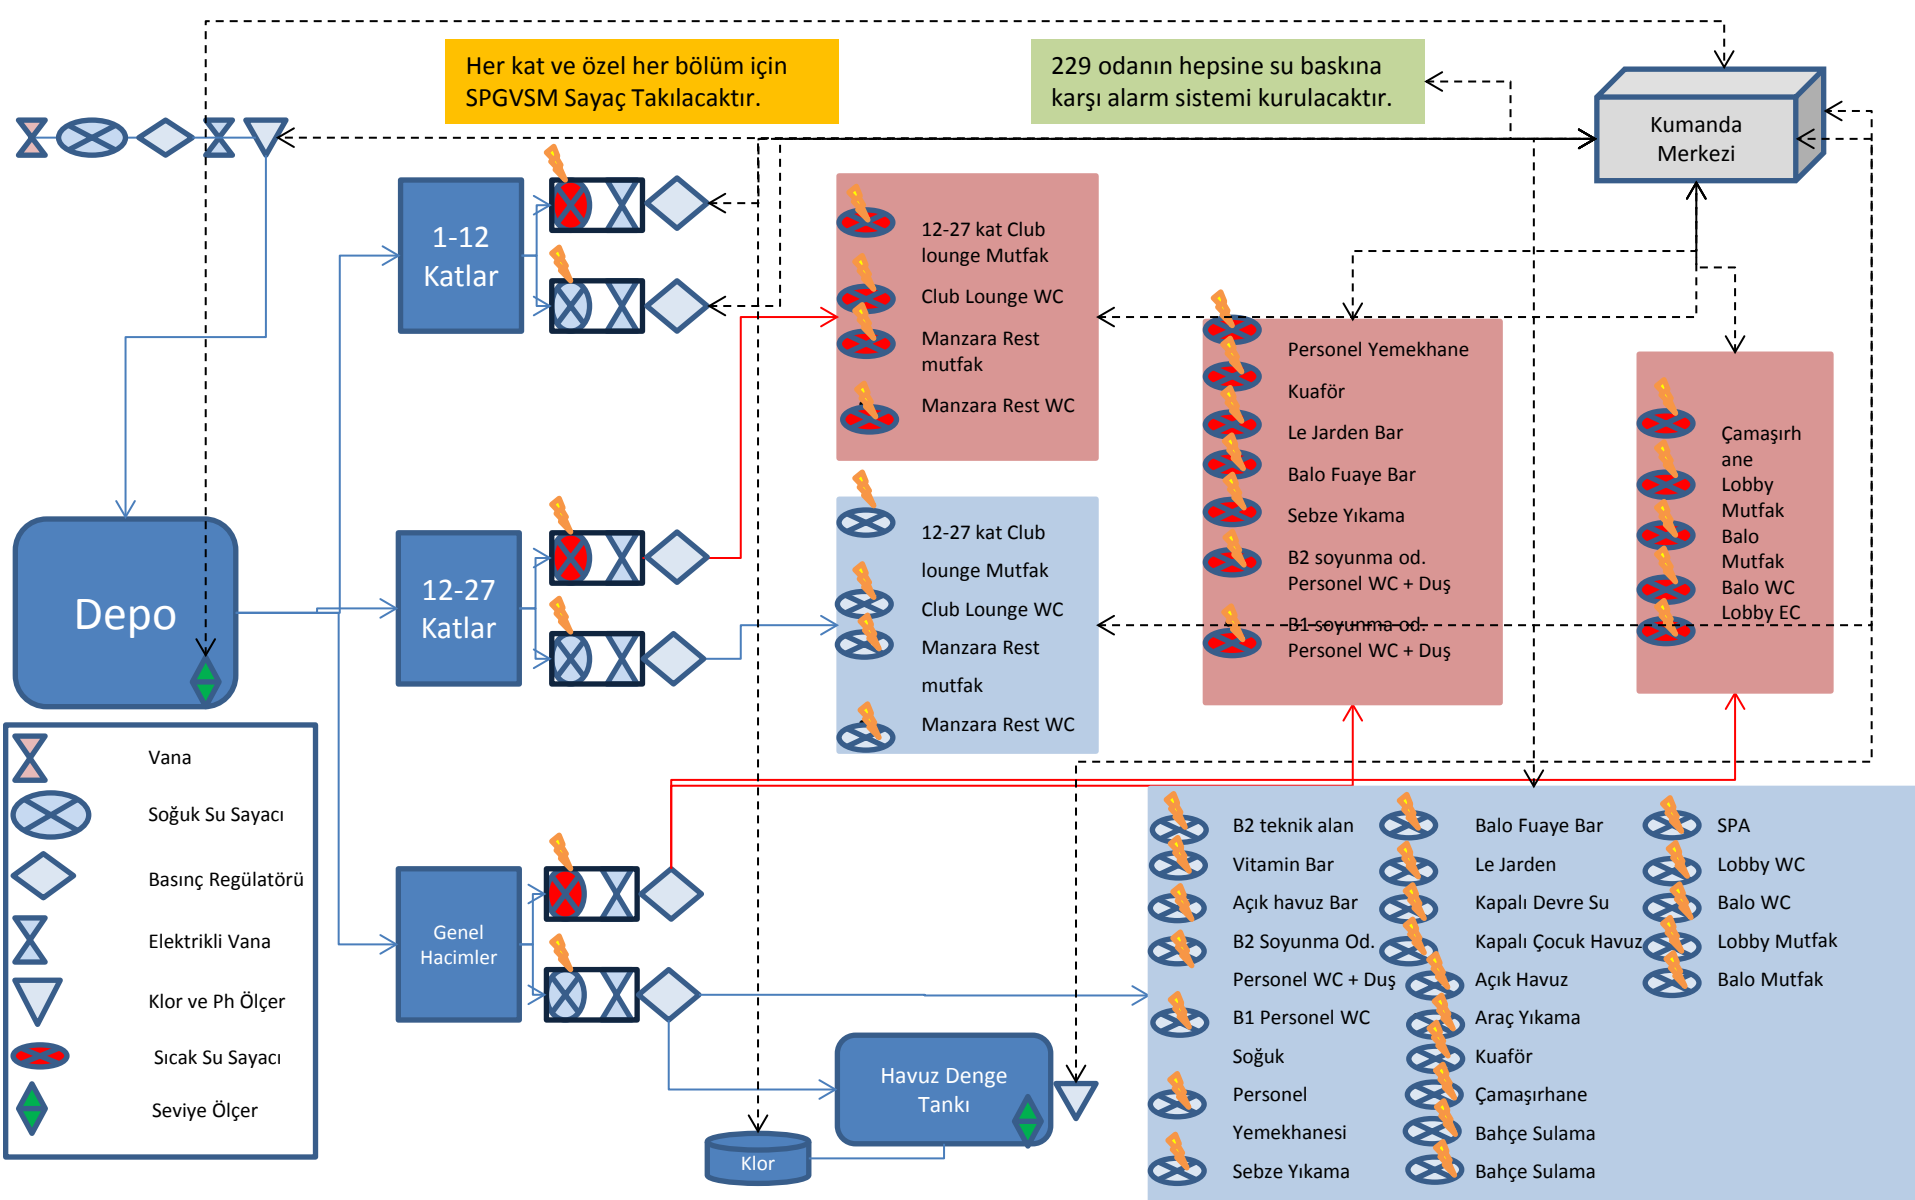 Her kat ve özel her bölüm için
SPGVSM Sayaç Takılacaktır.
229 odanın hepsine su baskına
karşı alarm sistemi kurulacaktır.
Kumanda
Merkezi
1-12
Katlar
12-27 kat Club
lounge Mutfak
Club Lounge WC
Manzara Rest
mutfak
Manzara Rest WC
Personel Yemekhane
Kuaför
Le Jarden Bar
Balo Fuaye Bar
Sebze Yıkama
B2 soyunma od.
Personel WC + Duş
B1 soyunma od.
Personel WC + Duş
Çamaşırh
ane
Lobby
Mutfak
Balo
Mutfak
Balo WC
Lobby EC
Depo
12-27
Katlar
12-27 kat Club
lounge Mutfak
Club Lounge WC
Manzara Rest
mutfak
Manzara Rest WC
Vana
Soğuk Su Sayacı
Basınç Regülatörü
Elektrikli Vana
Klor ve Ph Ölçer
Sıcak Su Sayacı
Seviye Ölçer
Genel
Hacimler
Havuz Denge
Tankı
Klor
B2 teknik alan
Vitamin Bar
Açık havuz Bar
B2 Soyunma Od.
Personel WC + Duş
B1 Personel WC
Soğuk
Personel
Yemekhanesi
Sebze Yıkama
Balo Fuaye Bar
Le Jarden
Kapalı Devre Su
Kapalı Çocuk Havuz
Açık Havuz
Araç Yıkama
Kuaför
Çamaşırhane
Bahçe Sulama
Bahçe Sulama
SPA
Lobby WC
Balo WC
Lobby Mutfak
Balo Mutfak